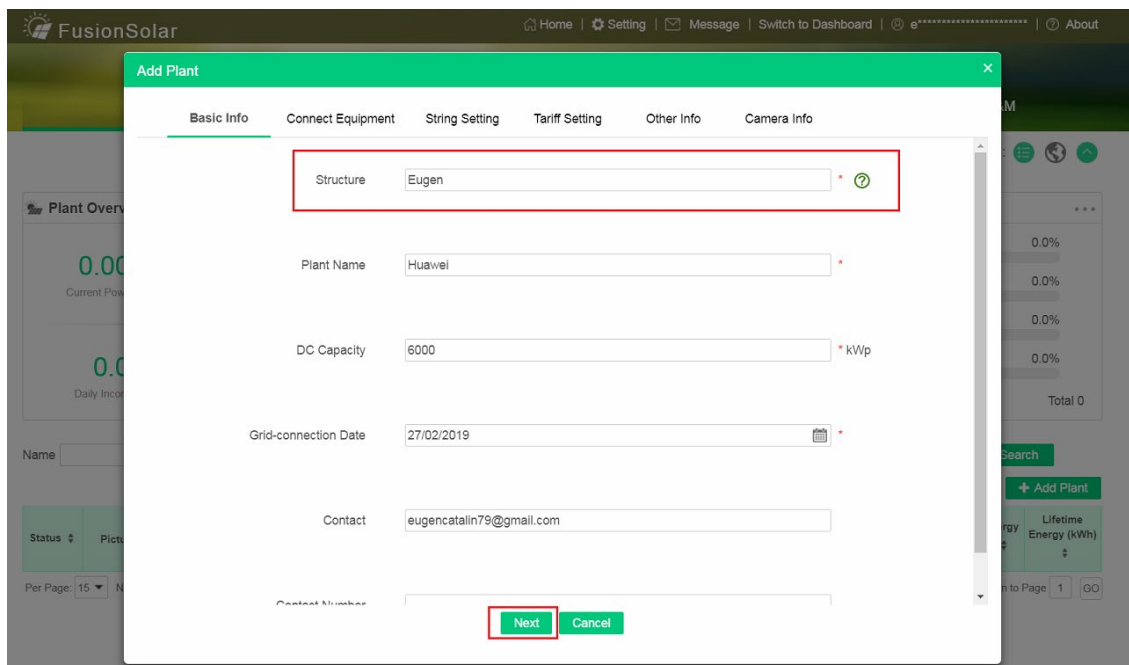 FusionSolar
Home | Setting | Message | Switch to Dashboard | e*********************** | About
Add Plant ×
Basic Info Connect Equipment String Setting Tariff Setting Other Info Camera Info
Structure Eugen *
Plant Overv
0.0%
Plant Name Huawei *
0.00
0.0%
Current Pow
0.0%
DC Capacity 6000 * kWp
0.0%
0.0
Daily Incor
Total 0
Grid-connection Date 27/02/2019 *
Name
Search
+ Add Plant
Contact eugencatalin79@gmail.com
Status Pictu
rgy Lifetime
Energy (kWh)
Per Page: 15 N
n to Page 1 GO
Contact Number
Next Cancel